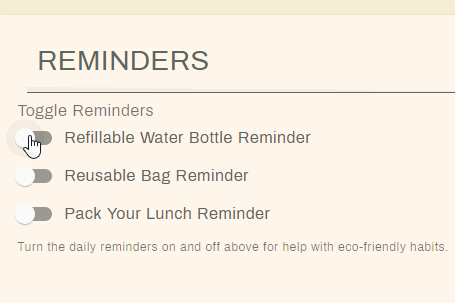 REMINDERS
Toggle Reminders
Refillable Water Bottle Reminder
Reusable Bag Reminder
Pack Your Lunch Reminder
Turn the daily reminders on and off above for help with eco-friendly habits.